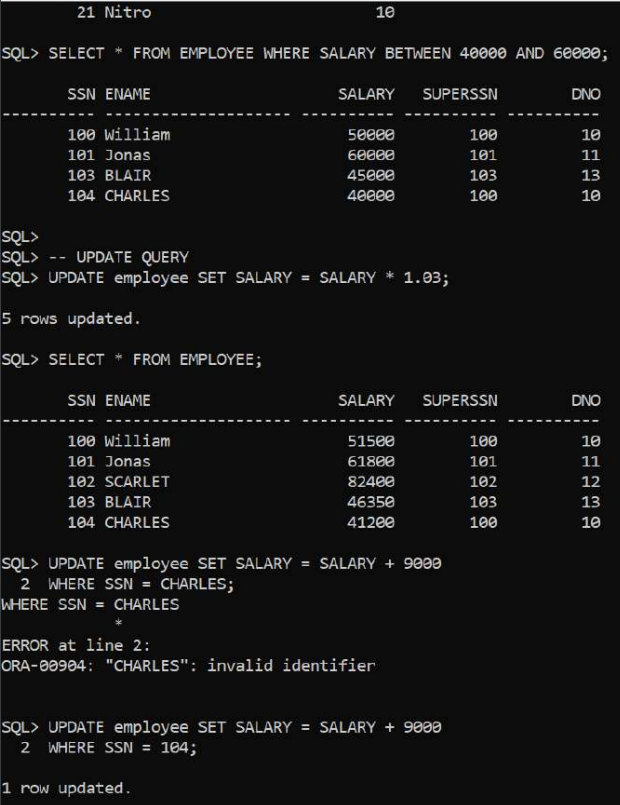 21 Nitro 10
SQL> SELECT * FROM EMPLOYEE WHERE SALARY BETWEEN 40000 AND 60000;
SSN ENAME SALARY SUPERSSN DNO
---------- -------------------- ---------- ---------- ----------
100 William 50000 100 10
101 Jonas 60000 101 11
103 BLAIR 45000 103 13
104 CHARLES 40000 100 10
SQL>
SQL> -- UPDATE QUERY
SQL> UPDATE employee SET SALARY = SALARY * 1.03;
5 rows updated.
SQL> SELECT * FROM EMPLOYEE;
SSN ENAME SALARY SUPERSSN DNO
---------- -------------------- ---------- ---------- ----------
100 William 51500 100 10
101 Jonas 61800 101 11
102 SCARLET 82400 102 12
103 BLAIR 46350 103 13
104 CHARLES 41200 100 10
SQL> UPDATE employee SET SALARY = SALARY + 9000
2 WHERE SSN = CHARLES;
WHERE SSN = CHARLES
*
ERROR at line 2:
ORA-00904: "CHARLES": invalid identifier
SQL> UPDATE employee SET SALARY = SALARY + 9000
2 WHERE SSN = 104;
1 row updated.